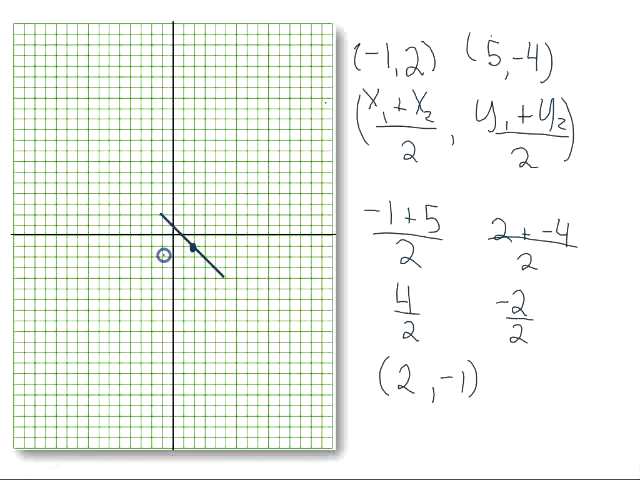 (-1,2) (5,-4)
(x₁+x₂/2, y₁+y₂/2)
-1+5/2 2+-4/2
4/2 -2/2
(2,-1)